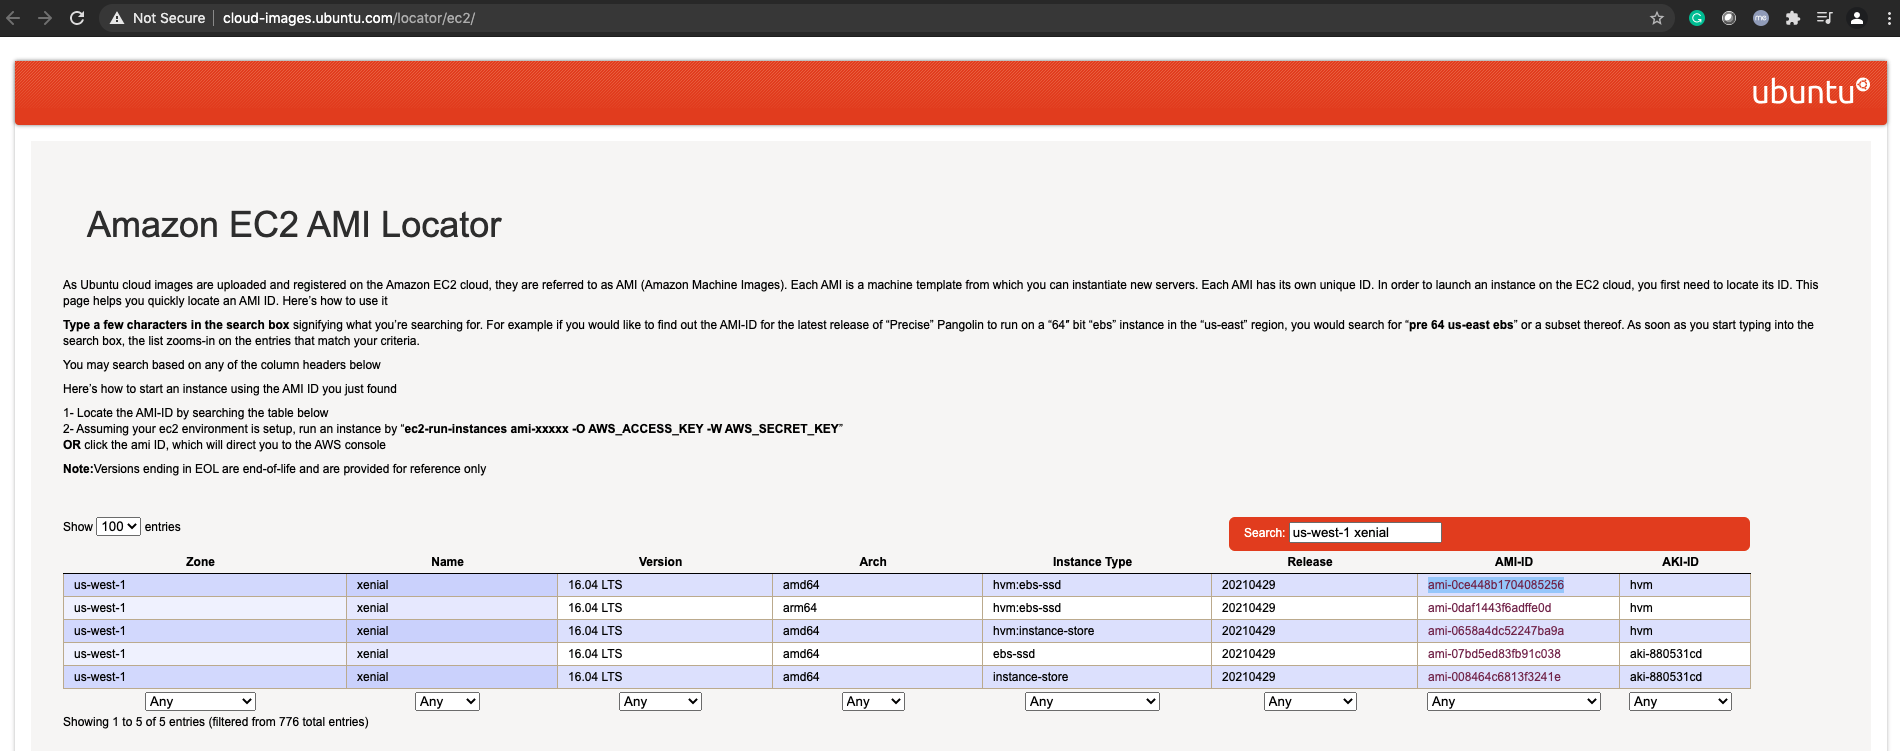 Not Secure | cloud-images.ubuntu.com/locator/ec2/
ubuntu
Amazon EC2 AMI Locator
As Ubuntu cloud images are uploaded and registered on the Amazon EC2 cloud, they are referred to as AMI (Amazon Machine Images). Each AMI is a machine template from which you can instantiate new servers. Each AMI has its own unique ID. In order to launch an instance on the EC2 cloud, you first need to locate its ID. This
page helps you quickly locate an AMI ID. Here’s how to use it
Type a few characters in the search box signifying what you’re searching for. For example if you would like to find out the AMI-ID for the latest release of “Precise” Pangolin to run on a “64″ bit “ebs” instance in the “us-east” region, you would search for “pre 64 us-east ebs” or a subset thereof. As soon as you start typing into the
search box, the list zooms-in on the entries that match your criteria.
You may search based on any of the column headers below
Here’s how to start an instance using the AMI ID you just found
1- Locate the AMI-ID by searching the table below
2- Assuming your ec2 environment is setup, run an instance by “ec2-run-instances ami-xxxxx -O AWS_ACCESS_KEY -W AWS_SECRET_KEY”
OR click the ami ID, which will direct you to the AWS console
Note:Versions ending in EOL are end-of-life and are provided for reference only
Show 100 entries
Search: us-west-1 xenial
Zone Name Version Arch Instance Type Release AMI-ID AKI-ID
us-west-1 xenial 16.04 LTS amd64 hvm:ebs-ssd 20210429 ami-0ce448b1704085256 hvm
us-west-1 xenial 16.04 LTS arm64 hvm:ebs-ssd 20210429 ami-0daf1443f6adffe0d hvm
us-west-1 xenial 16.04 LTS amd64 hvm:instance-store 20210429 ami-0658a4dc52247ba9a hvm
us-west-1 xenial 16.04 LTS amd64 ebs-ssd 20210429 ami-07bd5ed83fb91c038 aki-880531cd
us-west-1 xenial 16.04 LTS amd64 instance-store 20210429 ami-008464c6813f3241e aki-880531cd
Any Any Any Any Any Any Any Any
Showing 1 to 5 of 5 entries (filtered from 776 total entries)